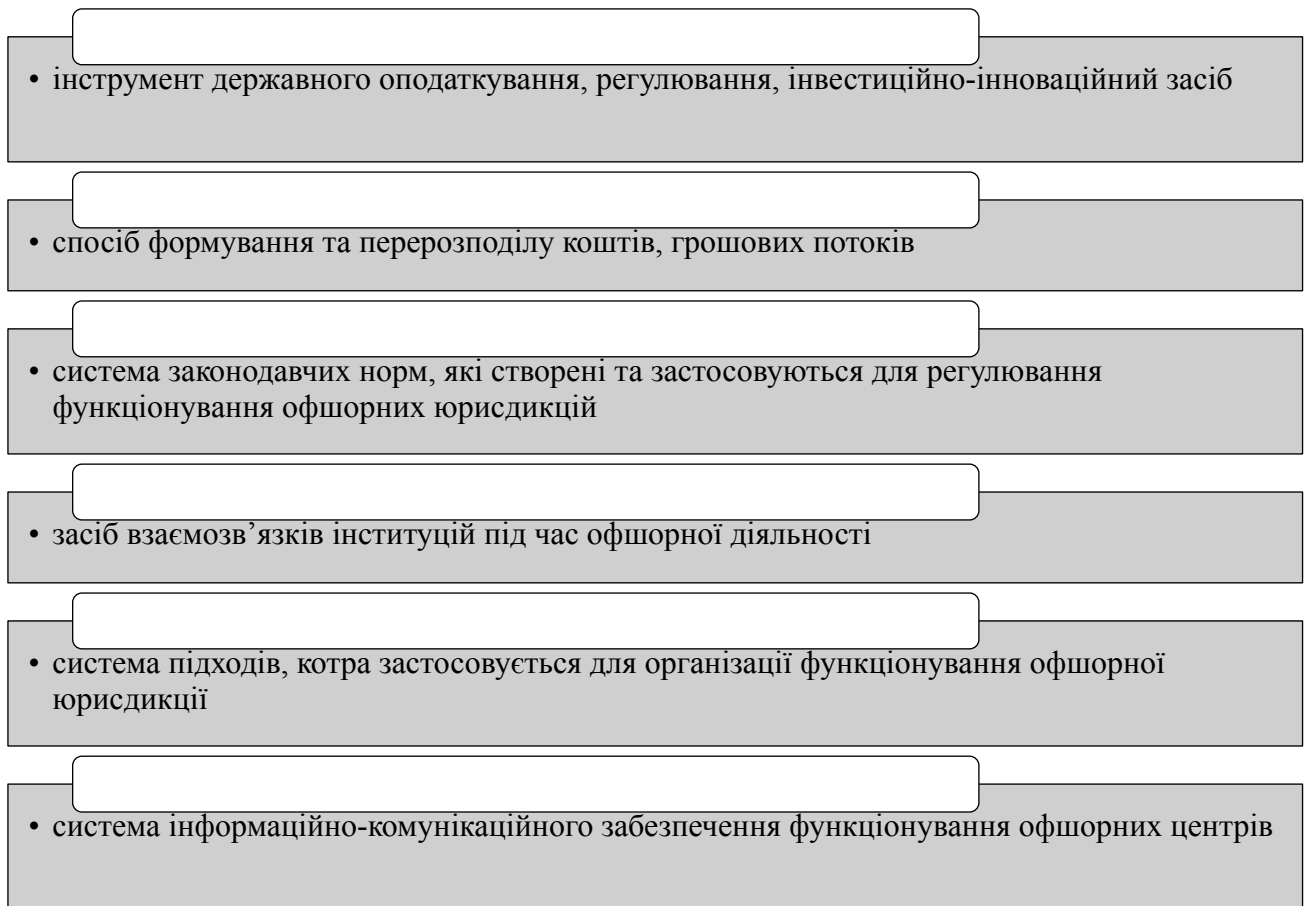 • інструмент державного оподаткування, регулювання, інвестиційно-інноваційний засіб
• спосіб формування та перерозподілу коштів, грошових потоків
• система законодавчих норм, які створені та застосовуються для регулювання
функціонування офшорних юрисдикцій
• засіб взаємозв’язків інституцій під час офшорної діяльності
• система підходів, котра застосовується для організації функціонування офшорної
юрисдикції
• система інформаційно-комунікаційного забезпечення функціонування офшорних центрів